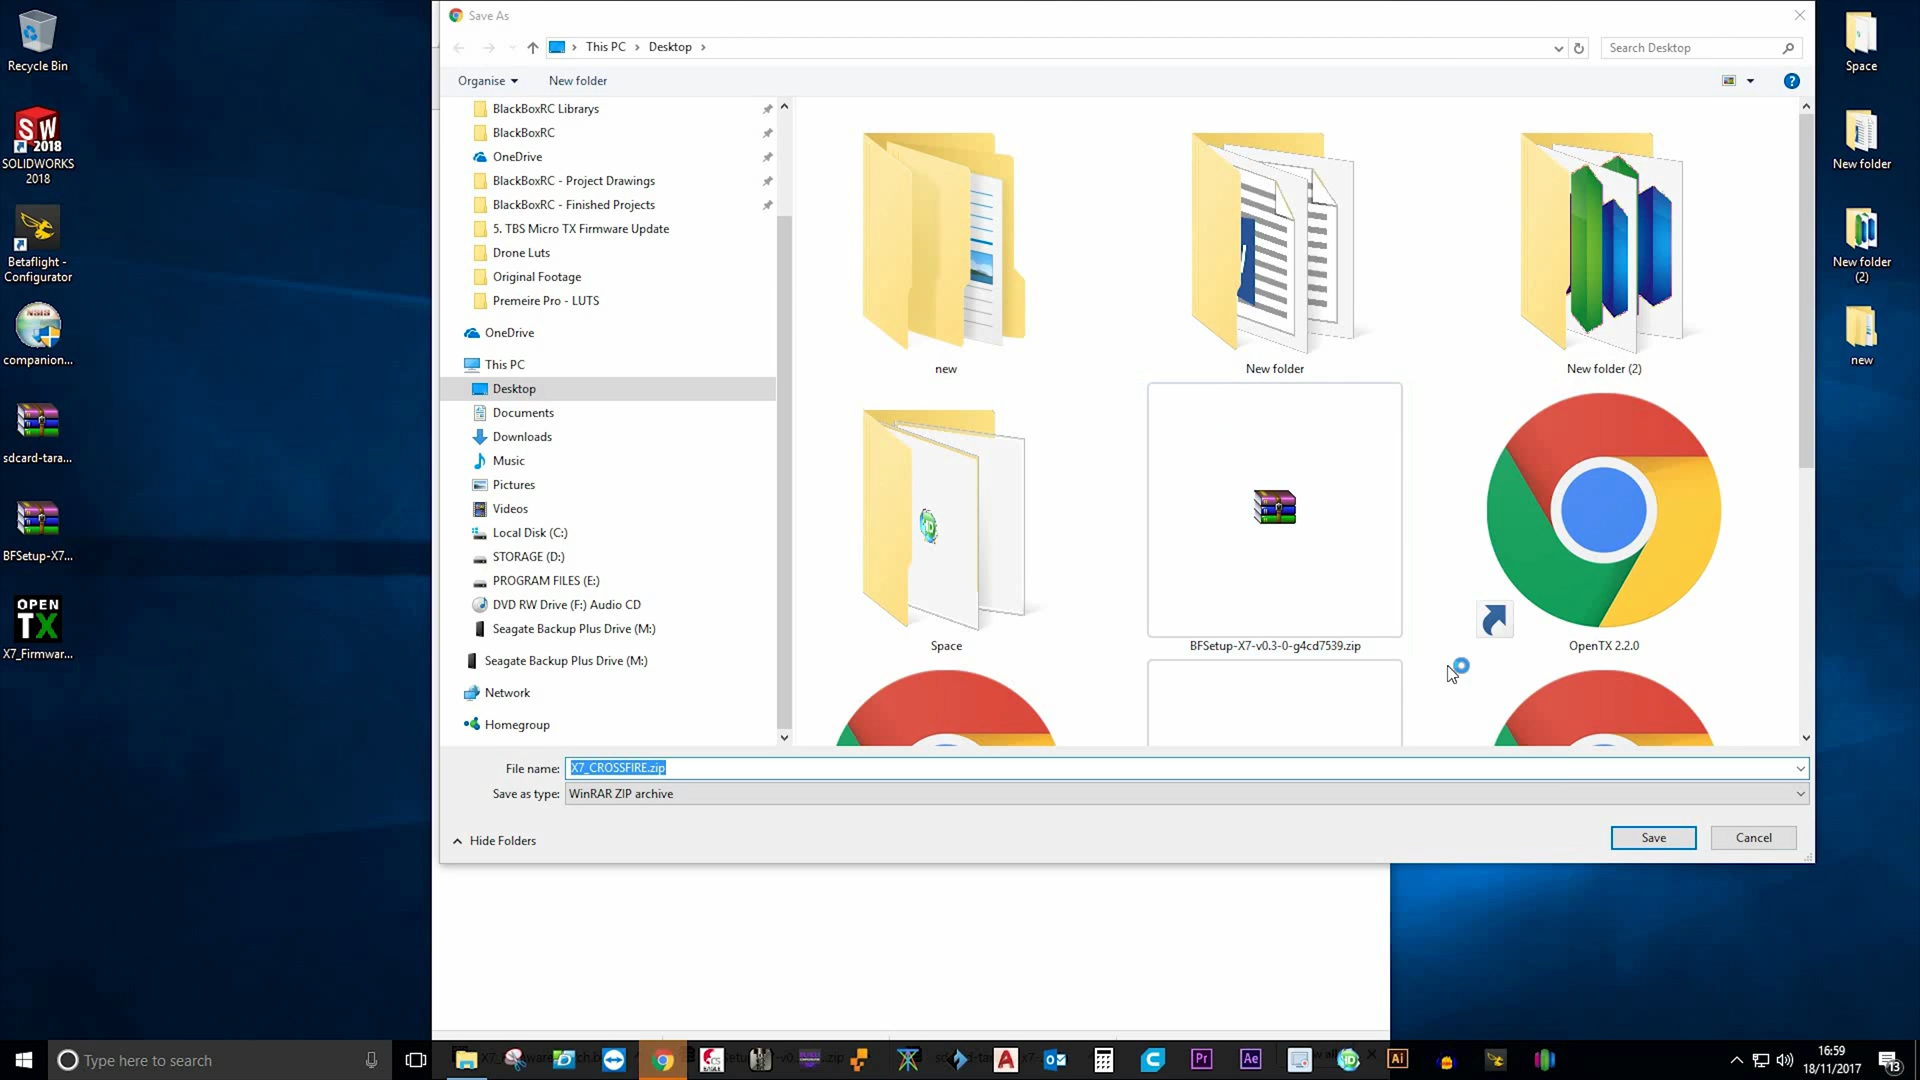 Recycle Bin
SW
2018
SOLIDWORKS
2018
Betaflight -
Configurator
NSIS
companion...
sdcard-tara...
BFSetup-X7...
OPEN
TX
X7_Firmwar...
Save As
This PC
Desktop
Search Desktop
Organise
New folder
BlackBoxRC Librarys
BlackBoxRC
OneDrive
BlackBoxRC - Project Drawings
BlackBoxRC - Finished Projects
5. TBS Micro TX Firmware Update
Drone Luts
Original Footage
Premeire Pro - LUTS
OneDrive
This PC
Desktop
Documents
Downloads
Music
Pictures
Videos
Local Disk (C:)
STORAGE (D:)
PROGRAM FILES (E:)
DVD RW Drive (F:) Audio CD
Seagate Backup Plus Drive (M:)
Seagate Backup Plus Drive (M:)
Network
Homegroup
new
New folder
New folder (2)
Space
BFSetup-X7-v0.3-0-g4cd7539.zip
OpenTX 2.2.0
File name:
X7_CROSSFIRE.zip
Save as type:
WinRAR ZIP archive
Hide Folders
Save
Cancel
Space
New folder
New folder
(2)
new
Type here to search
Pr
Ae
Ai
16:59
18/11/2017
13